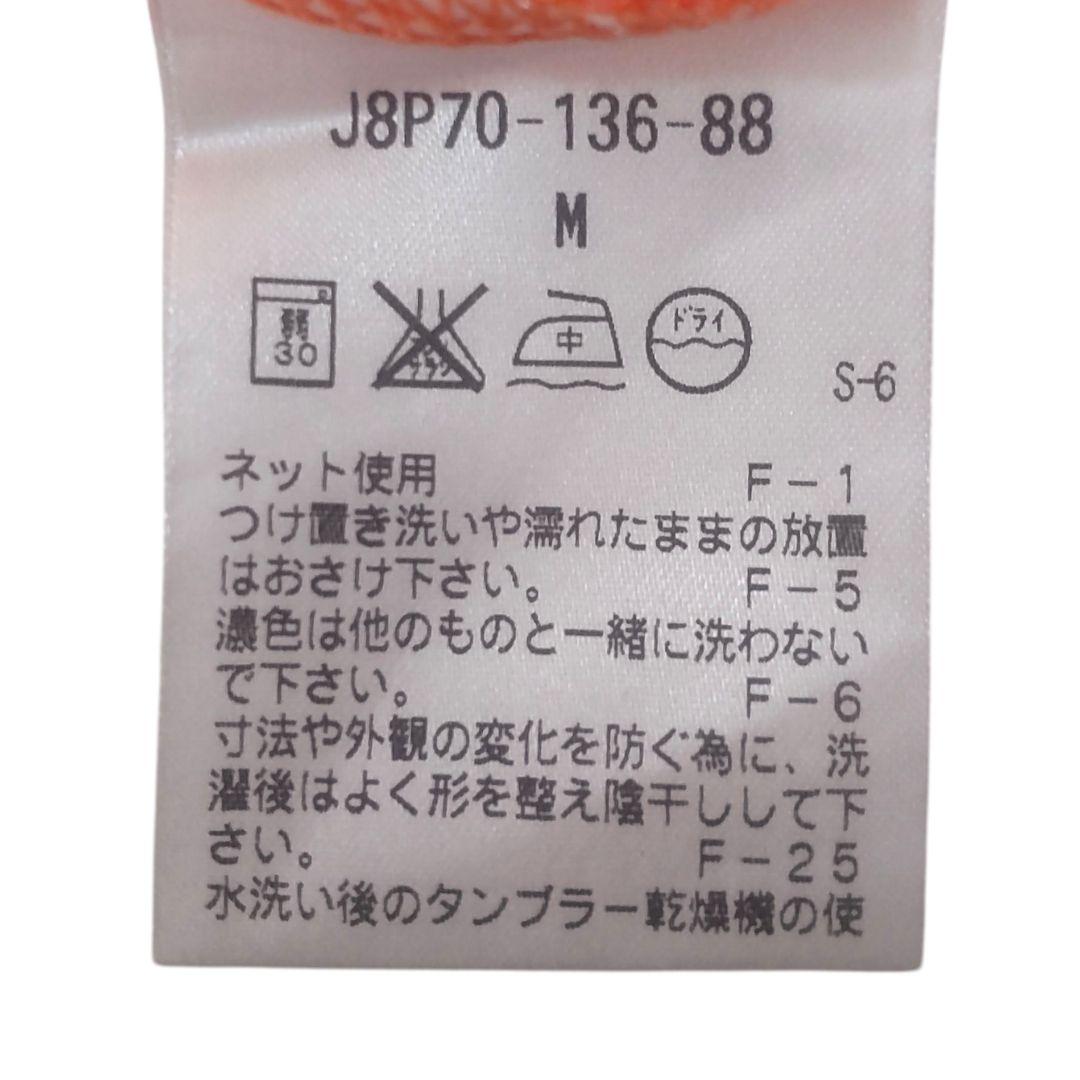 J8P70-136-88
M
弱
30
中
ドライ
S-6
ネット使用 F-1
つけ置き洗いや濡れたままの放置
はおさけ下さい。 F-5
濃色は他のものと一緒に洗わない
で下さい。 F-6
寸法や外観の変化を防ぐ為に、洗
濯後はよく形を整え陰干しして下
さい。 F-25
水洗い後のタンブラー乾燥機の使